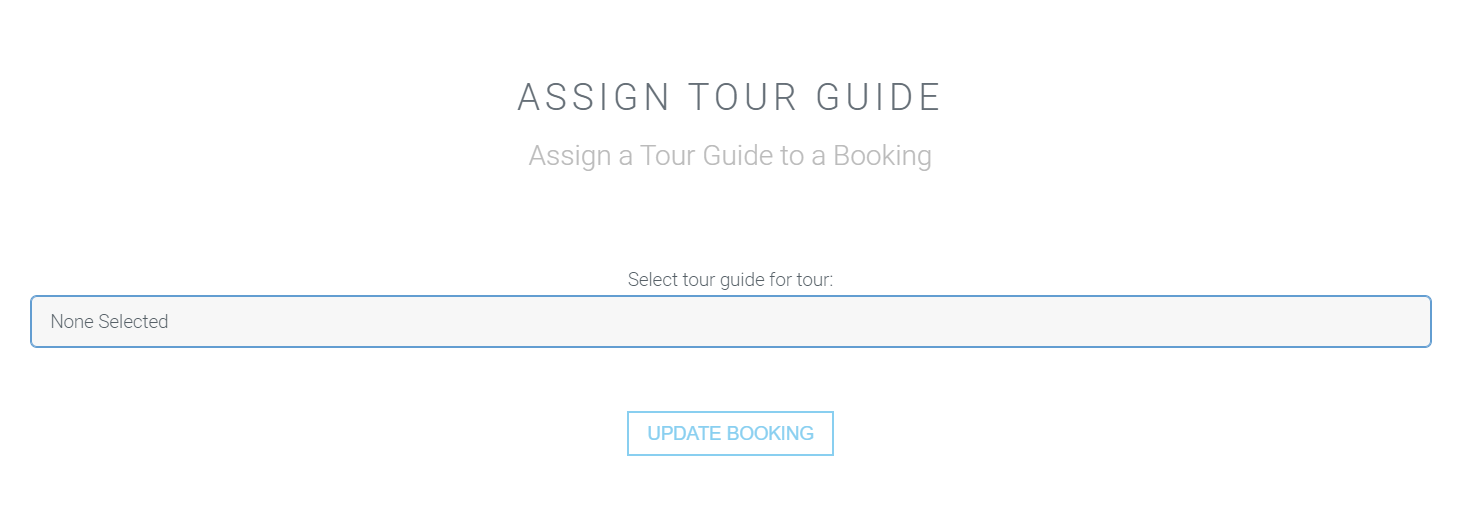 ASSIGN TOUR GUIDE
Assign a Tour Guide to a Booking
Select tour guide for tour:
None Selected
UPDATE BOOKING